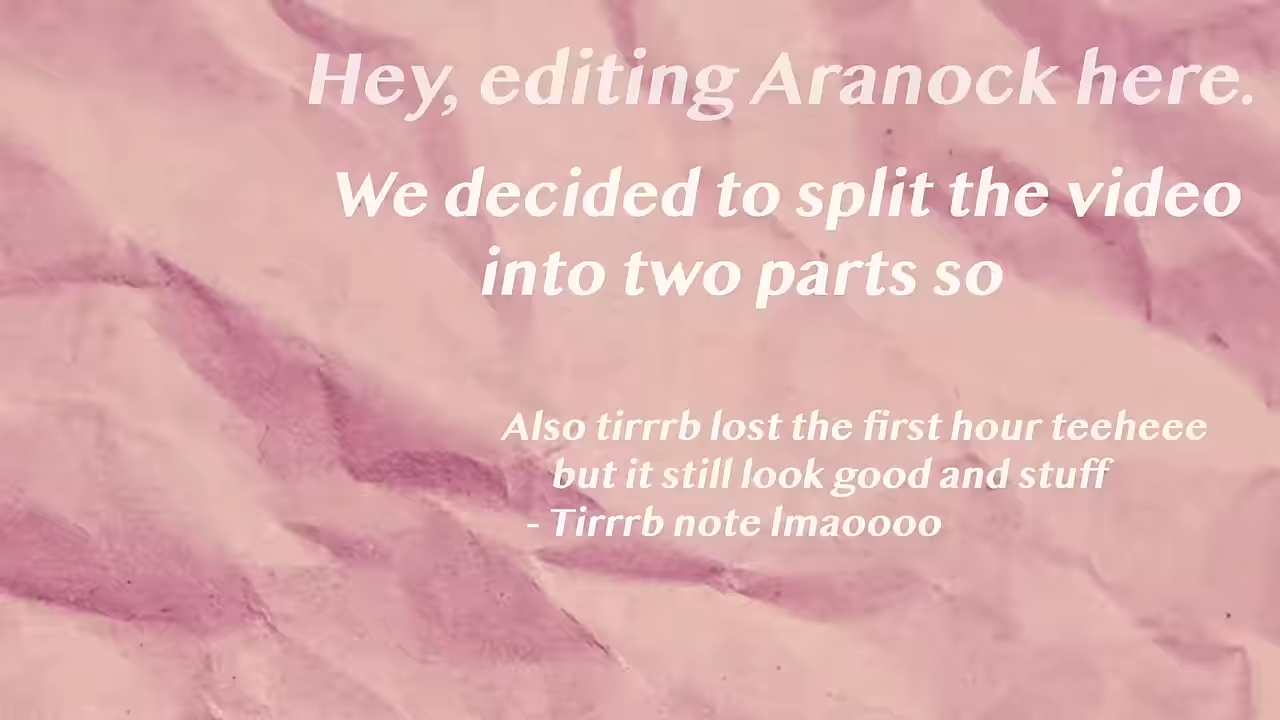 Hey, editing Aranock here.
We decided to split the video
into two parts so
Also tirrrb lost the first hour teeheee
but it still look good and stuff
- Tirrrb note lmaoooo